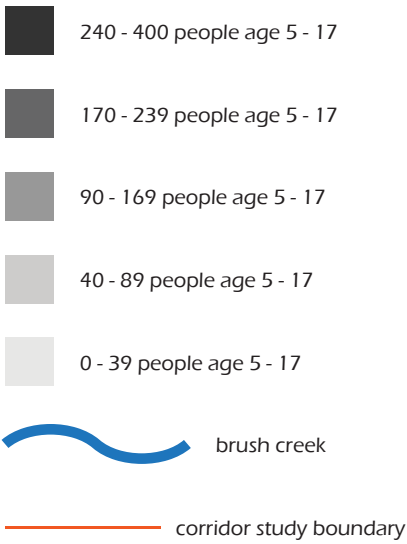 240 - 400 people age 5 - 17
170 - 239 people age 5 - 17
90 - 169 people age 5 - 17
40 - 89 people age 5 - 17
0 - 39 people age 5 - 17
brush creek
corridor study boundary